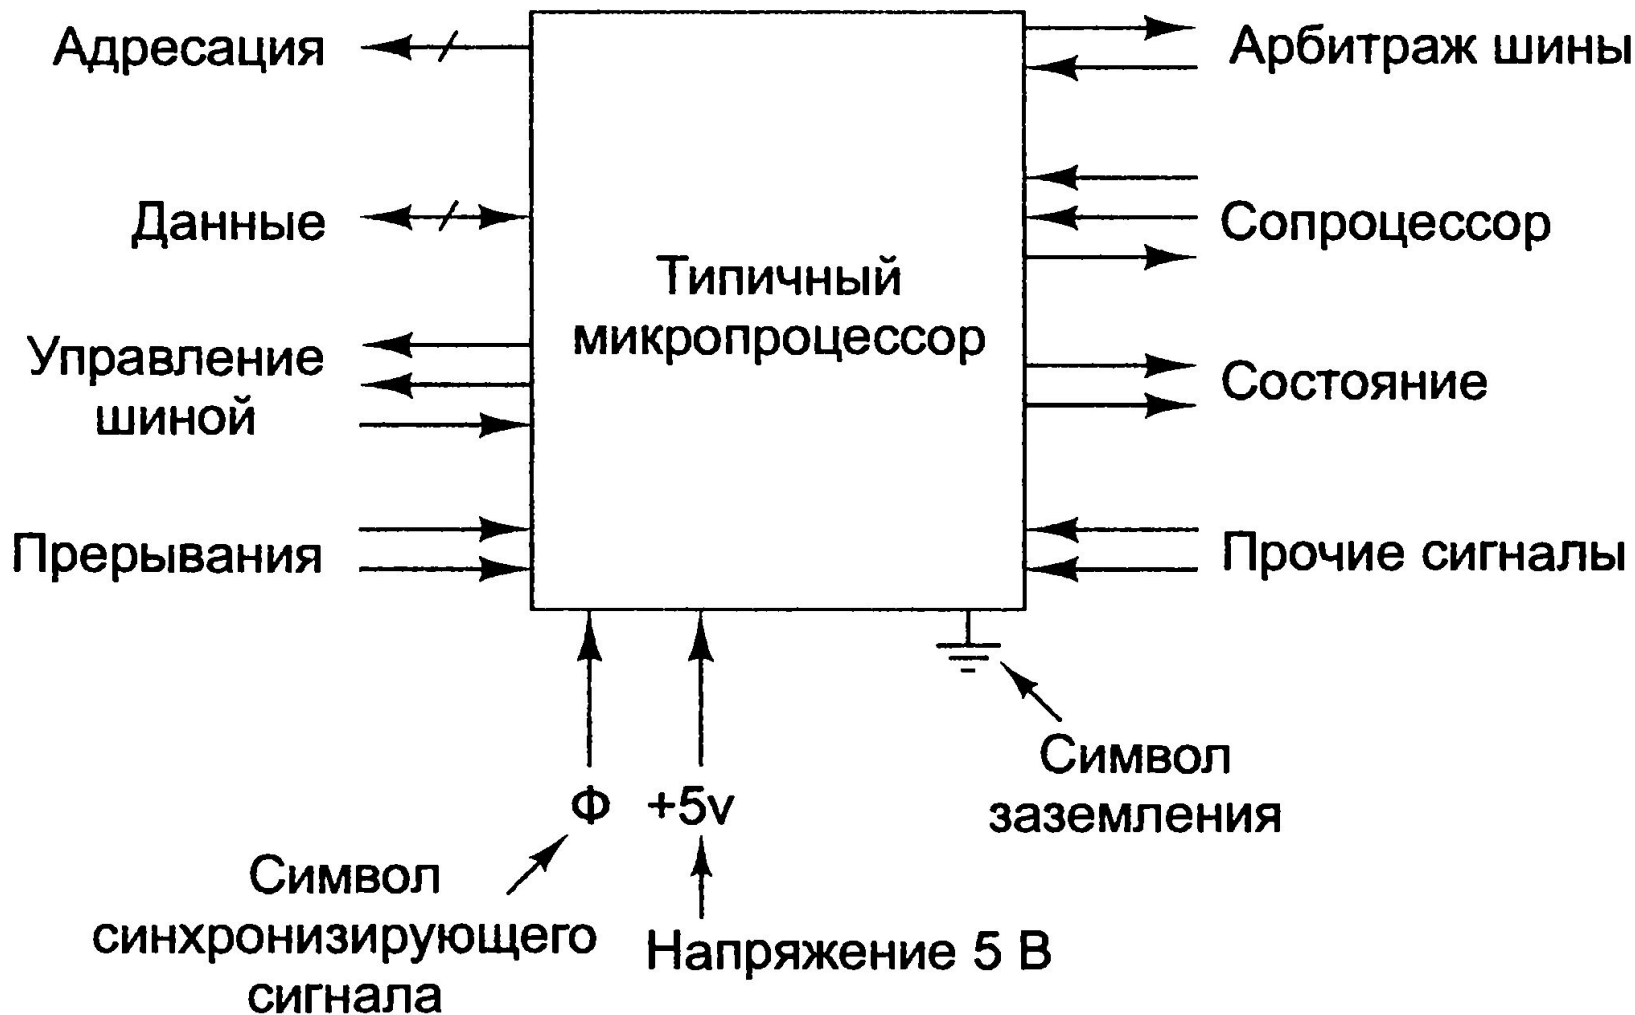 Адресация
Арбитраж шины
Данные
Сопроцессор
Типичный
микропроцессор
Управление
шиной
Состояние
Прерывания
Прочие сигналы
Φ +5v
Символ
заземления
Символ
синхронизирующего
сигнала
Напряжение 5 В